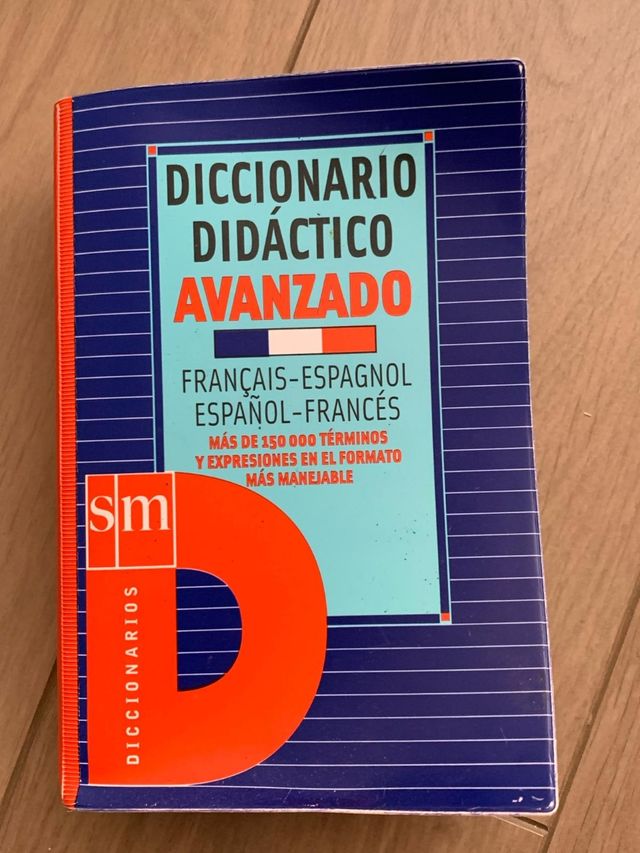 DICCIONARIO
DIDÁCTICO
AVANZADO
FRANÇAIS-ESPAGNOL
ESPAÑOL-FRANCÉS
MÁS DE 150 000 TÉRMINOS
Y EXPRESIONES EN EL FORMATO
MÁS MANEJABLE
sm
DICCIONARIOS